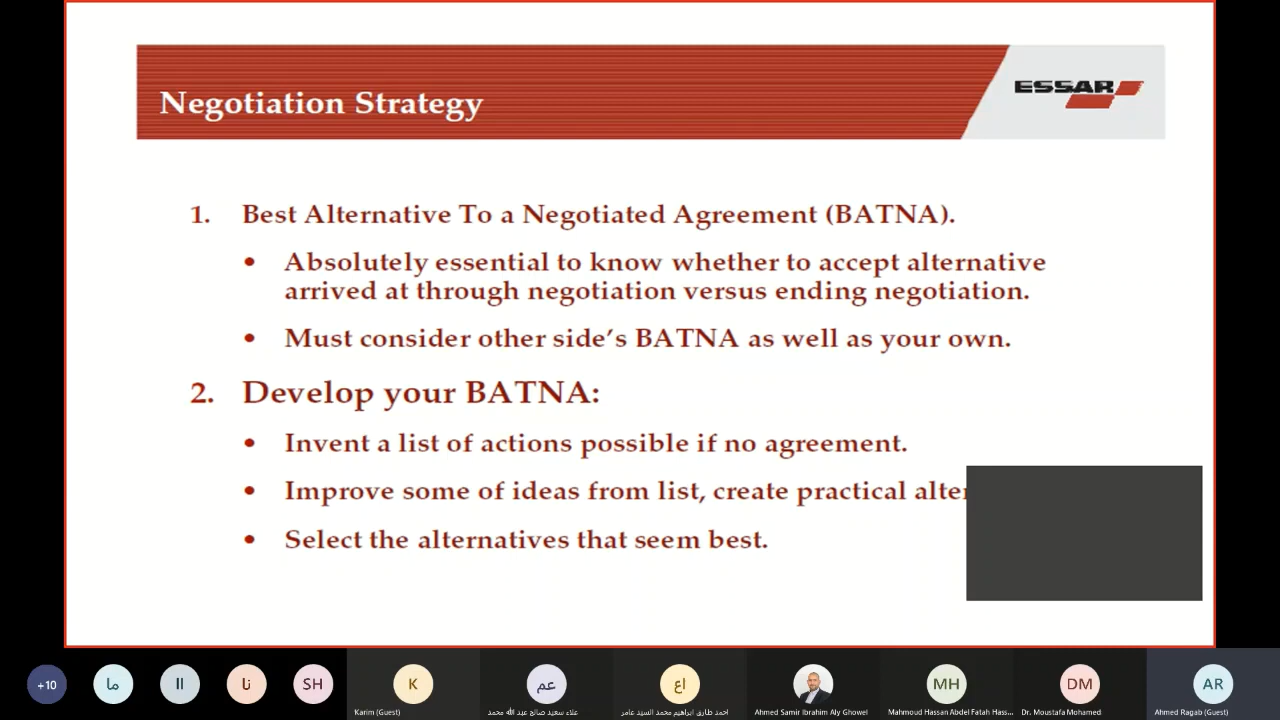 Negotiation Strategy
ESSAR
1. Best Alternative To a Negotiated Agreement (BATNA).
• Absolutely essential to know whether to accept alternative
arrived at through negotiation versus ending negotiation.
• Must consider other side’s BATNA as well as your own.
2. Develop your BATNA:
• Invent a list of actions possible if no agreement.
• Improve some of ideas from list, create practical
• Select the alternatives that seem best.
+10
ما
اا
نا
SH
K
عم
اع
MH
DM
AR
Karim (Guest)
علاء سعيد صالح عبد الله محمد
احمد طارق ابراهيم محمد السيد عامر
Ahmed Samir Ibrahim Aly Ghowel
Mahmoud Hassan Abdel Fatah Hass...
Dr. Moustafa Mohamed
Ahmed Ragab (Guest)